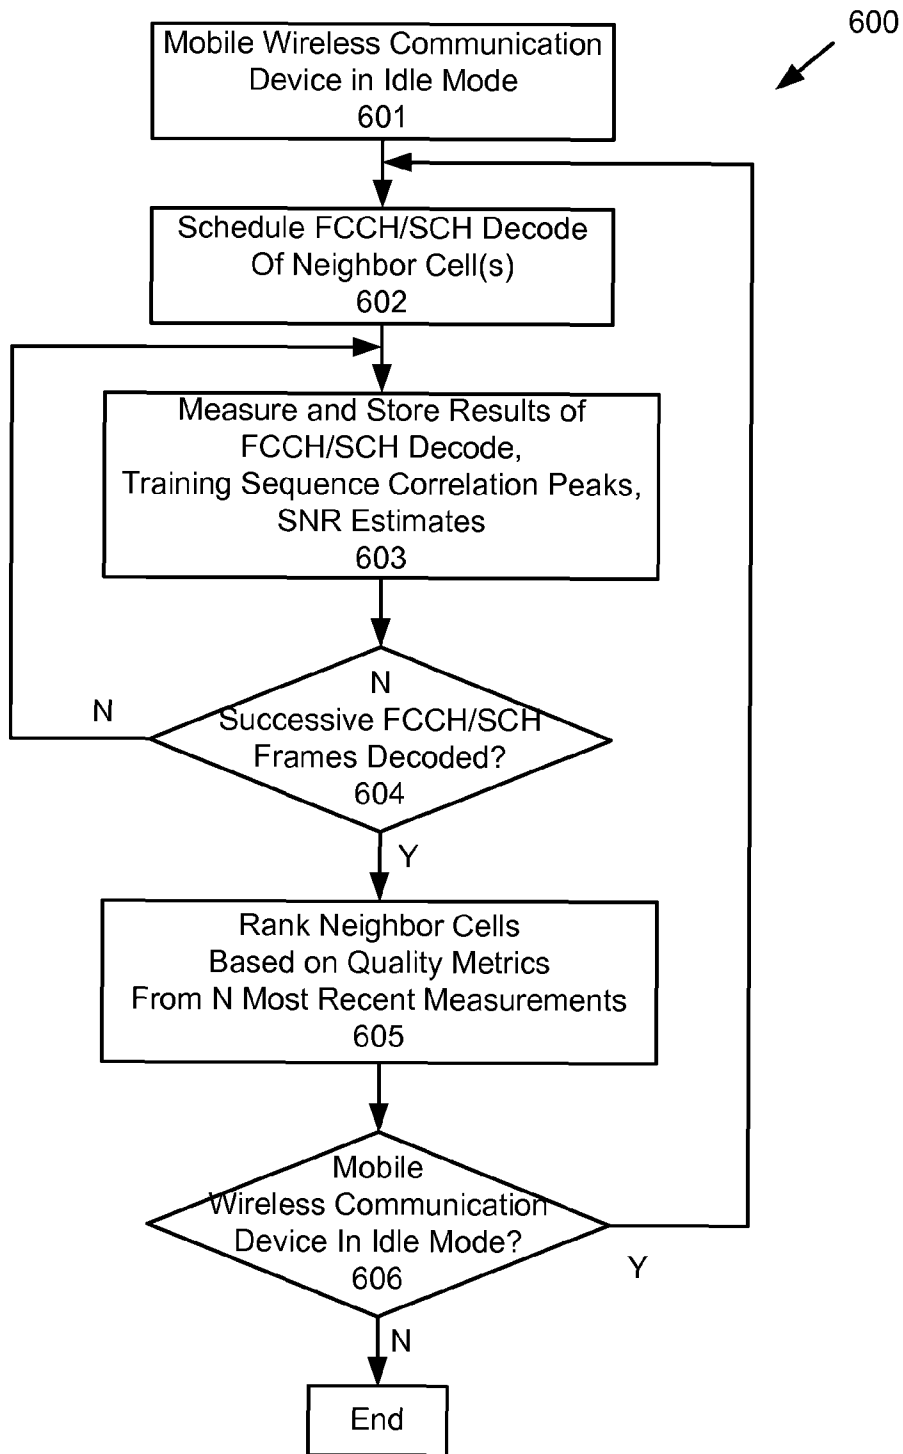 600
Mobile Wireless Communication
Device in Idle Mode
601
Schedule FCCH/SCH Decode
Of Neighbor Cell(s)
602
Measure and Store Results of
FCCH/SCH Decode,
Training Sequence Correlation Peaks,
SNR Estimates
603
N
N
Successive FCCH/SCH
Frames Decoded?
604
Y
Rank Neighbor Cells
Based on Quality Metrics
From N Most Recent Measurements
605
Mobile
Wireless Communication
Device In Idle Mode?
606
Y
N
End